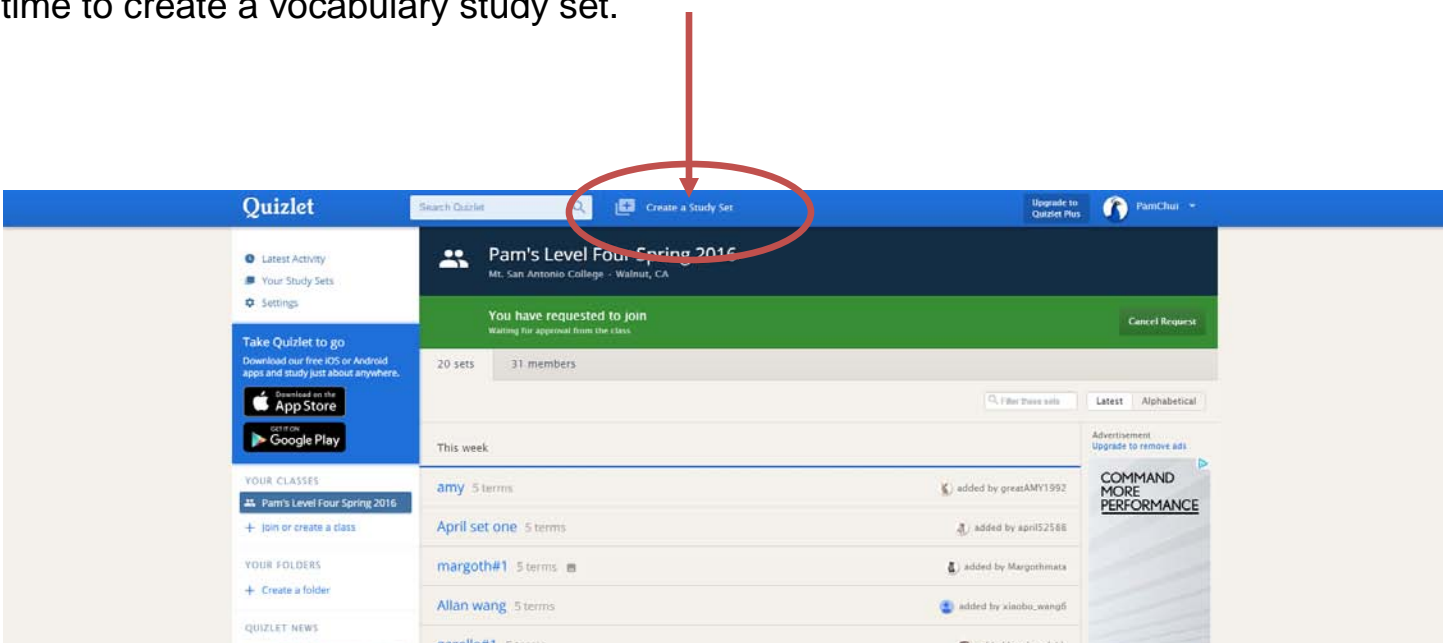 time to create a vocabulary study set.
Quizlet
Search Quizlet
Create a Study Set
Upgrade to
Quizlet Plus
PamChui
Latest Activity
Your Study Sets
Settings
Pam's Level Four Spring 2016
Mt. San Antonio College - Walnut, CA
You have requested to join
Waiting for approval from the class
Cancel Request
Take Quizlet to go
Download our free iOS or Android
apps and study just about anywhere.
Download on the
App Store
GET IT ON
Google Play
20 sets
31 members
Filter these sets
Latest
Alphabetical
This week
Advertisement
Upgrade to remove ads
COMMAND
MORE
PERFORMANCE
YOUR CLASSES
Pam's Level Four Spring 2016
+ Join or create a class
YOUR FOLDERS
+ Create a folder
QUIZLET NEWS
amy 5 terms
added by greatAMY1992
April set one 5 terms
added by april52588
margoth#1 5 terms
added by Margothmata
Allan wang 5 terms
added by xiaobo_wang6